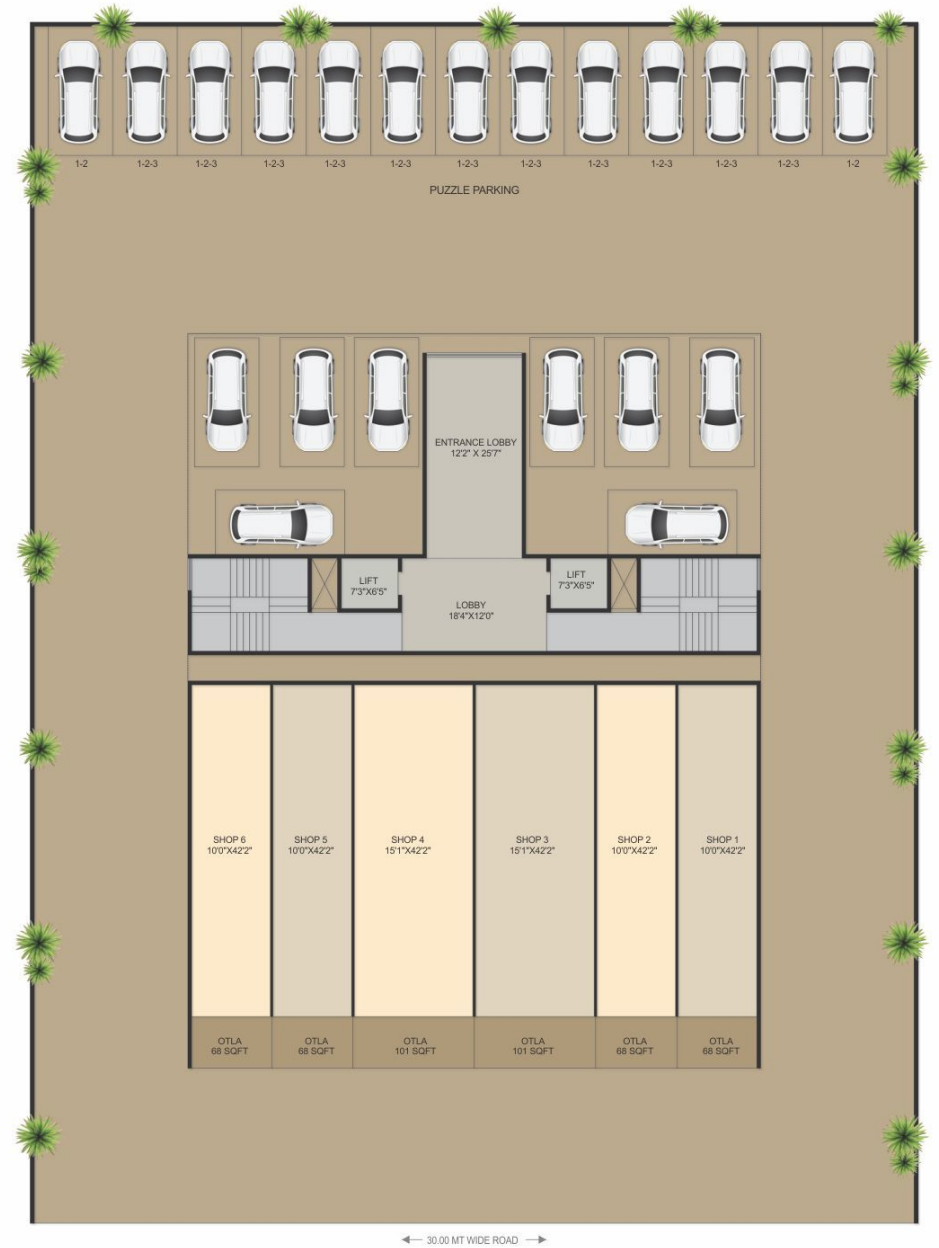 1-2
1-2-3
1-2-3
1-2-3
1-2-3
1-2-3
1-2-3
1-2-3
1-2-3
1-2-3
1-2-3
1-2-3
1-2
PUZZLE PARKING
ENTRANCE LOBBY
12'2" X 25'7"
LIFT
7'3"X6'5"
LOBBY
18'4"X12'0"
LIFT
7'3"X6'5"
SHOP 6
10'0"X42'2"
SHOP 5
10'0"X42'2"
SHOP 4
15'1"X42'2"
SHOP 3
15'1"X42'2"
SHOP 2
10'0"X42'2"
SHOP 1
10'0"X42'2"
OTLA
68 SQFT
OTLA
68 SQFT
OTLA
101 SQFT
OTLA
101 SQFT
OTLA
68 SQFT
OTLA
68 SQFT
30.00 MT WIDE ROAD